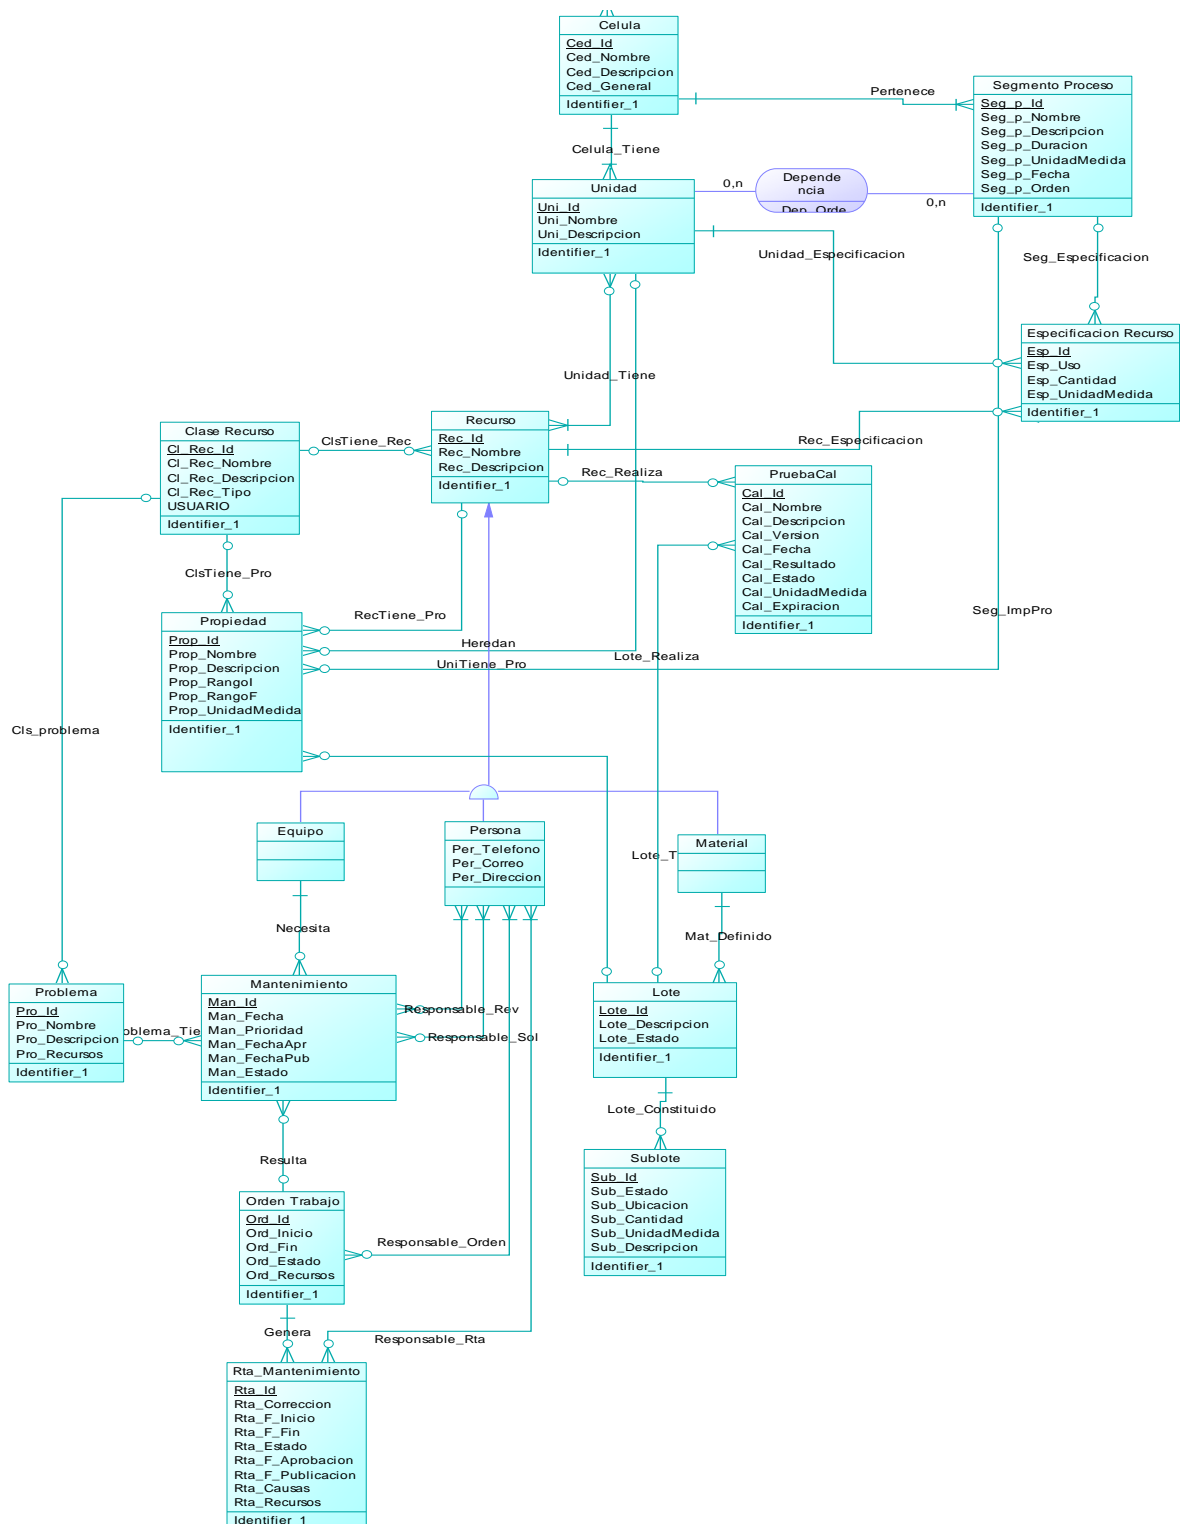 Celula
Ced_Id
Ced_Nombre
Ced_Descripcion
Ced_General
Identifier_1
Pertenece
Segmento Proceso
Seg_p_Id
Seg_p_Nombre
Seg_p_Descripcion
Seg_p_Duracion
Seg_p_UnidadMedida
Seg_p_Fecha
Seg_p_Orden
Identifier_1
Celula_Tiene
Unidad
Uni_Id
Uni_Nombre
Uni_Descripcion
Identifier_1
0,n
Depende
ncia
Dep_Orde
0,n
Unidad_Especificacion
Seg_Especificacion
Especificacion Recurso
Esp_Id
Esp_Uso
Esp_Cantidad
Esp_UnidadMedida
Identifier_1
Unidad_Tiene
Clase Recurso
Cl_Rec_Id
Cl_Rec_Nombre
Cl_Rec_Descripcion
Cl_Rec_Tipo
USUARIO
Identifier_1
ClsTiene_Rec
Recurso
Rec_Id
Rec_Nombre
Rec_Descripcion
Identifier_1
Rec_Especificacion
Rec_Realiza
PruebaCal
Cal_Id
Cal_Nombre
Cal_Descripcion
Cal_Version
Cal_Fecha
Cal_Resultado
Cal_Estado
Cal_UnidadMedida
Cal_Expiracion
Identifier_1
ClsTiene_Pro
Propiedad
Prop_Id
Prop_Nombre
Prop_Descripcion
Prop_RangoI
Prop_RangoF
Prop_UnidadMedida
Identifier_1
RecTiene_Pro
Heredan
UniTiene_Pro
Lote_Realiza
Seg_ImpPro
Cls_problema
Equipo
Persona
Per_Telefono
Per_Correo
Per_Direccion
Material
Lote_T
Necesita
Mat_Definido
Problema
Pro_Id
Pro_Nombre
Pro_Descripcion
Pro_Recursos
Identifier_1
oblema_Tie
Mantenimiento
Man_Id
Man_Fecha
Man_Prioridad
Man_FechaApr
Man_FechaPub
Man_Estado
Identifier_1
Responsable_Rev
Responsable_Sol
Lote
Lote_Id
Lote_Descripcion
Lote_Estado
Identifier_1
Lote_Constituido
Resulta
Sublote
Sub_Id
Sub_Estado
Sub_Ubicacion
Sub_Cantidad
Sub_UnidadMedida
Sub_Descripcion
Identifier_1
Orden Trabajo
Ord_Id
Ord_Inicio
Ord_Fin
Ord_Estado
Ord_Recursos
Identifier_1
Responsable_Orden
Genera
Responsable_Rta
Rta_Mantenimiento
Rta_Id
Rta_Correccion
Rta_F_Inicio
Rta_F_Fin
Rta_Estado
Rta_F_Aprobacion
Rta_F_Publicacion
Rta_Causas
Rta_Recursos
Identifier_1